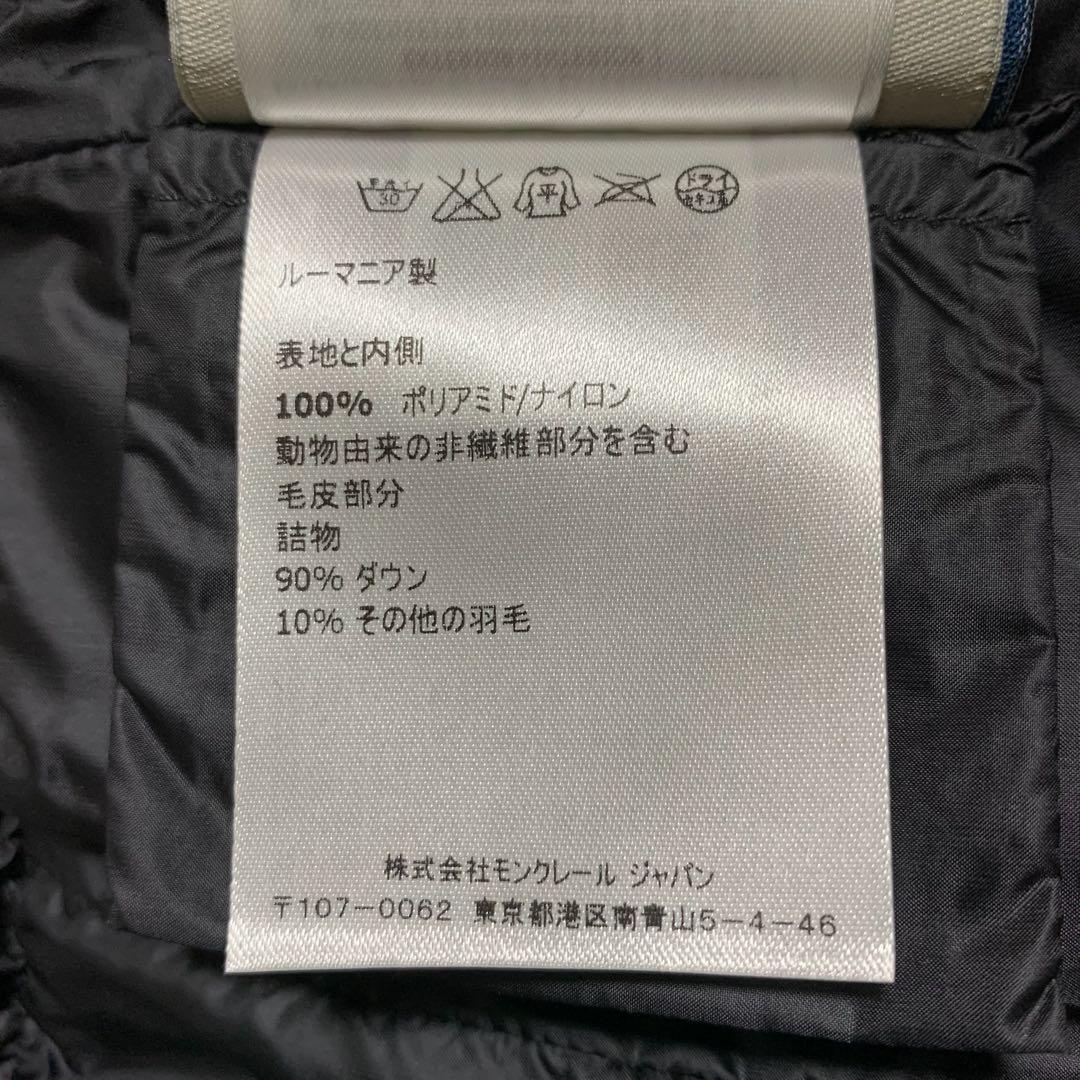 30 平 ドライ
ルーマニア製
表地と内側
100% ポリアミド/ナイロン
動物由来の非繊維部分を含む
毛皮部分
詰物
90% ダウン
10% その他の羽毛
株式会社モンクレール ジャパン
〒107-0062 東京都港区南青山5-4-46